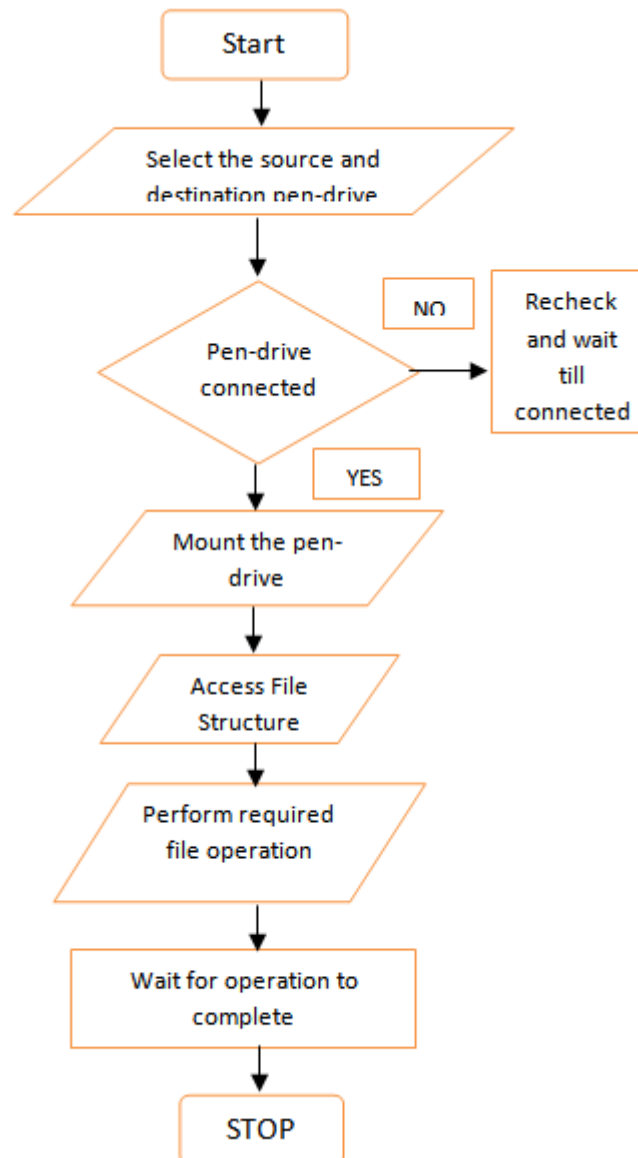 Start
Select the source and
destination pen-drive
Pen-drive
connected
NO
Recheck
and wait
till
connected
YES
Mount the pen-
drive
Access File
Structure
Perform required
file operation
Wait for operation to
complete
STOP